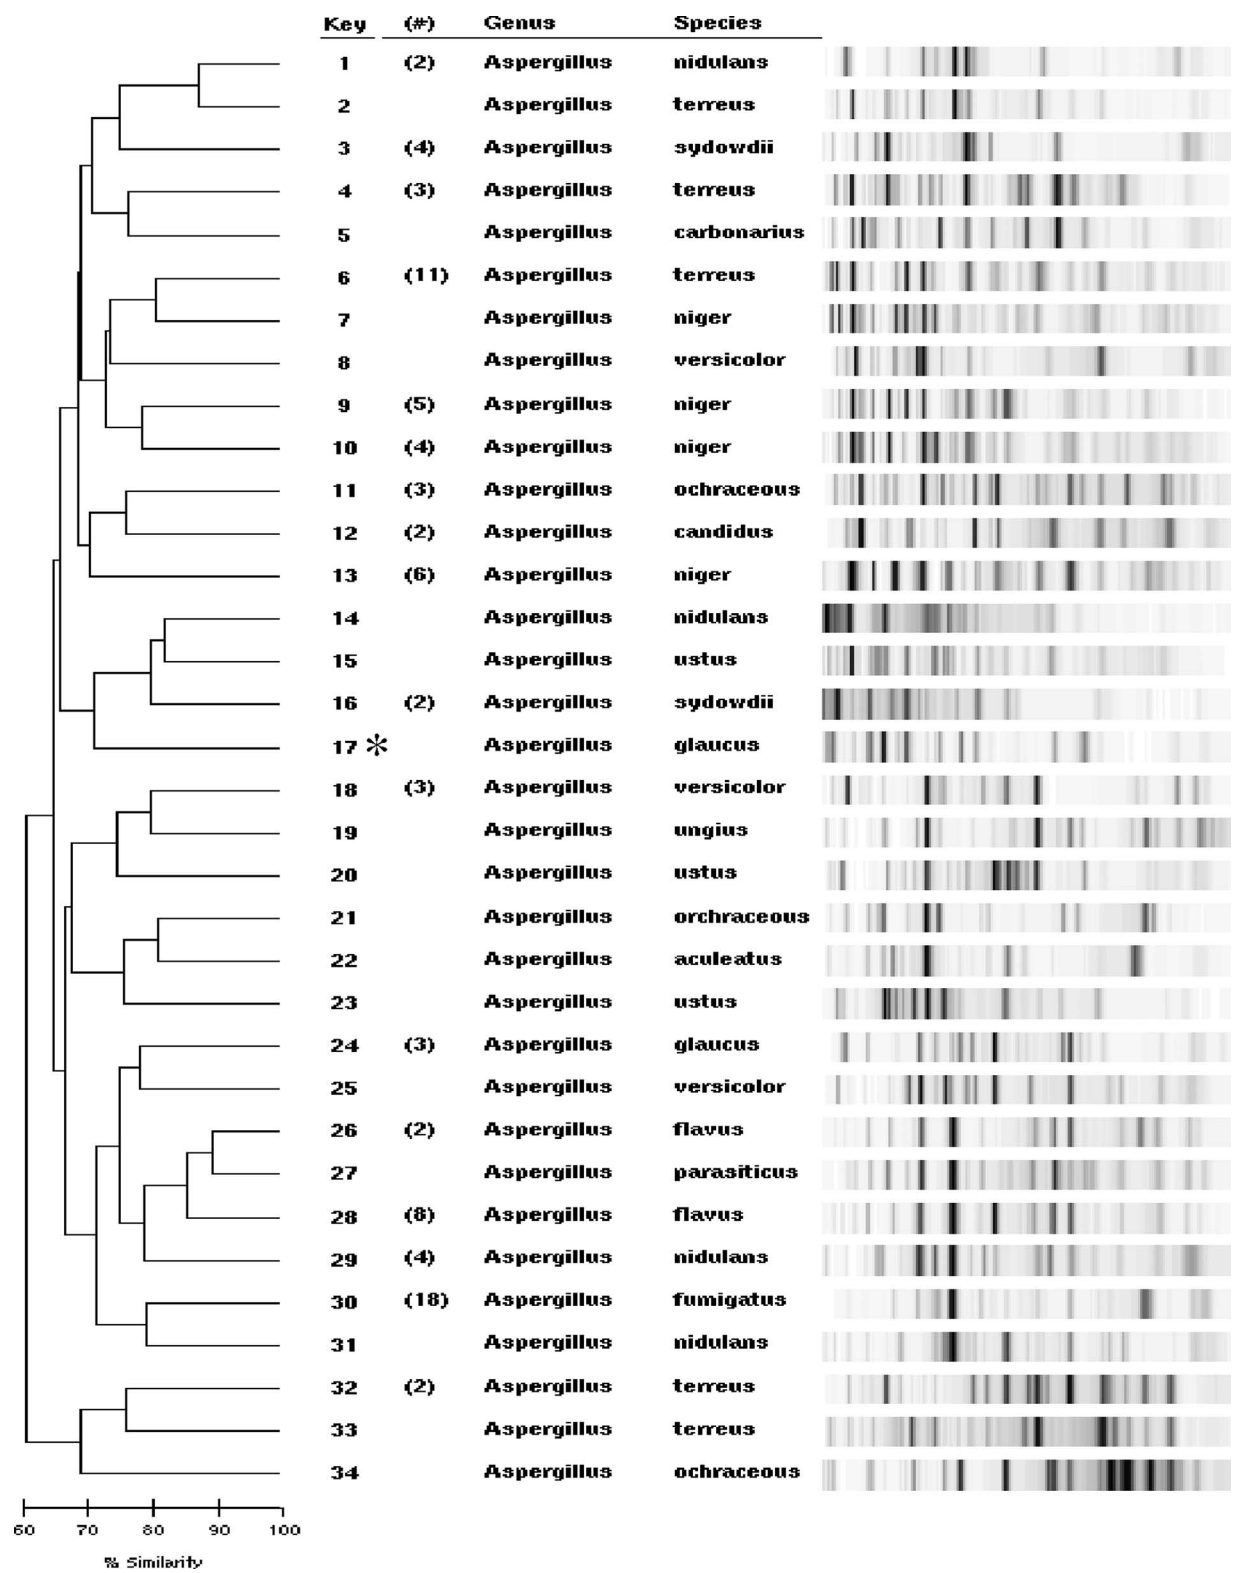 Key (#) Genus Species
1 (2) Aspergillus nidulans
2 Aspergillus terreus
3 (4) Aspergillus sydowdii
4 (3) Aspergillus terreus
5 Aspergillus carbonarius
6 (11) Aspergillus terreus
7 Aspergillus niger
8 Aspergillus versicolor
9 (5) Aspergillus niger
10 (4) Aspergillus niger
11 (3) Aspergillus ochraceous
12 (2) Aspergillus candidus
13 (6) Aspergillus niger
14 Aspergillus nidulans
15 Aspergillus ustus
16 (2) Aspergillus sydowdii
17 * Aspergillus glaucus
18 (3) Aspergillus versicolor
19 Aspergillus ungius
20 Aspergillus ustus
21 Aspergillus orchraceous
22 Aspergillus aculeatus
23 Aspergillus ustus
24 (3) Aspergillus glaucus
25 Aspergillus versicolor
26 (2) Aspergillus flavus
27 Aspergillus parasiticus
28 (8) Aspergillus flavus
29 (4) Aspergillus nidulans
30 (18) Aspergillus fumigatus
31 Aspergillus nidulans
32 (2) Aspergillus terreus
33 Aspergillus terreus
34 Aspergillus ochraceous
60 70 80 90 100
% Similarity